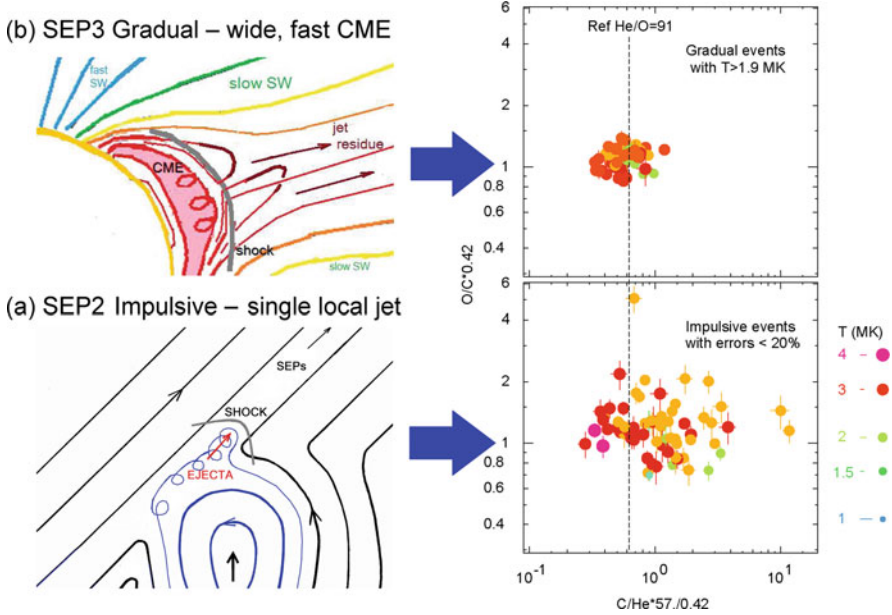 (b) SEP3 Gradual – wide, fast CME
fast
SW
slow SW
jet
residue
CME
shock
slow SW
(a) SEP2 Impulsive – single local jet
SEPs
SHOCK
EJECTA
Ref He/O=91
Gradual events
with T>1.9 MK
6
4
2
1
0.8
0.6
0.4
O/C*0.42
Impulsive events
with errors < 20%
6
4
2
1
0.8
0.6
0.4
10⁻¹
10⁰
10¹
C/He*57./0.42
T (MK)
4
3
2
1.5
1